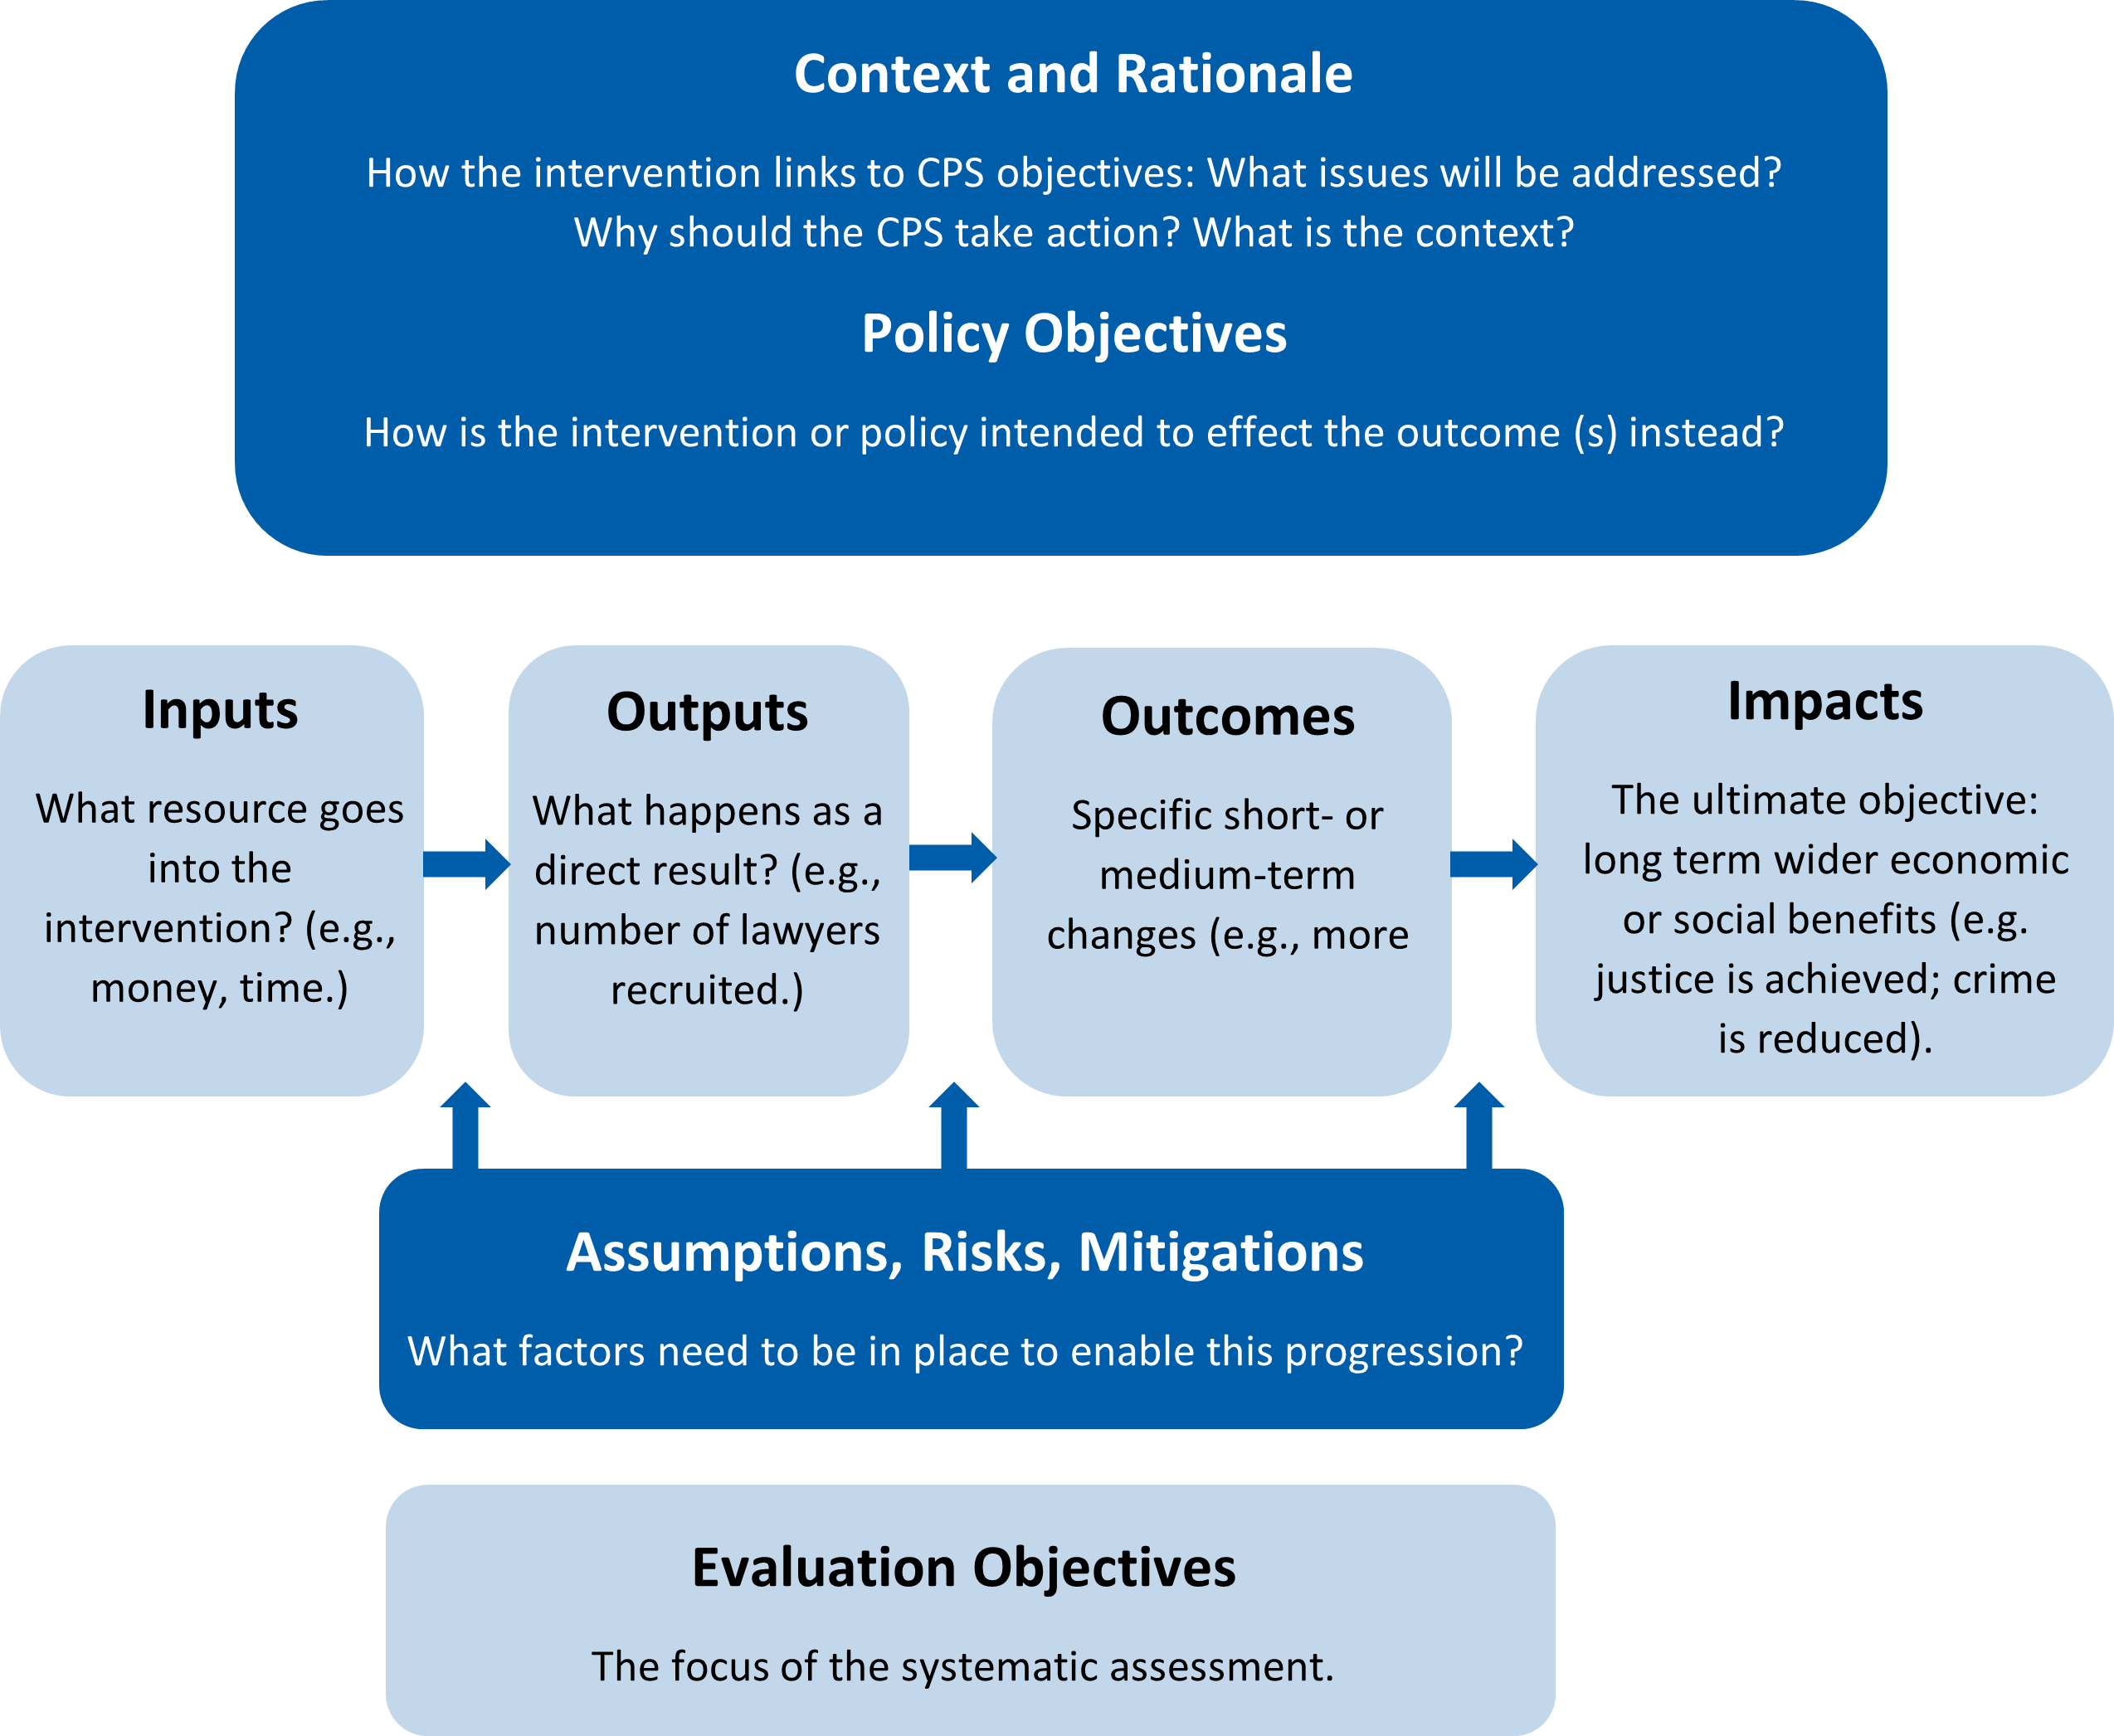 Context and Rationale
How the intervention links to CPS objectives: What issues will be addressed?
Why should the CPS take action? What is the context?
Policy Objectives
How is the intervention or policy intended to effect the outcome (s) instead?
Inputs
What resource goes
into the
intervention? (e.g.,
money, time.)
Outputs
What happens as a
direct result? (e.g.,
number of lawyers
recruited.)
Outcomes
Specific short- or
medium-term
changes (e.g., more
Impacts
The ultimate objective:
long term wider economic
or social benefits (e.g.
justice is achieved; crime
is reduced).
Assumptions, Risks, Mitigations
What factors need to be in place to enable this progression?
Evaluation Objectives
The focus of the systematic assessment.